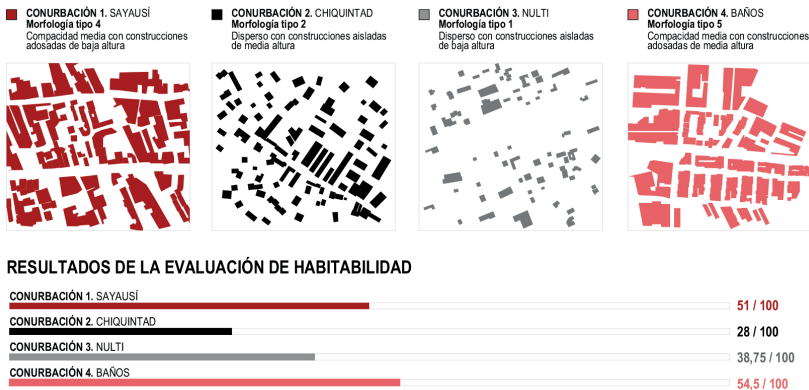 CONURBACIÓN 1. SAYAUSÍ
Morfología tipo 4
Compacidad media con construcciones
adosadas de baja altura
CONURBACIÓN 2. CHIQUINTAD
Morfología tipo 2
Disperso con construcciones aisladas
de media altura
CONURBACIÓN 3. NULTI
Morfología tipo 1
Disperso con construcciones aisladas
de baja altura
CONURBACIÓN 4. BAÑOS
Morfología tipo 5
Compacidad media con construcciones
adosadas de media altura
RESULTADOS DE LA EVALUACIÓN DE HABITABILIDAD
CONURBACIÓN 1. SAYAUSÍ
51 / 100
CONURBACIÓN 2. CHIQUINTAD
28 / 100
CONURBACIÓN 3. NULTI
38,75 / 100
CONURBACIÓN 4. BAÑOS
54,5 / 100